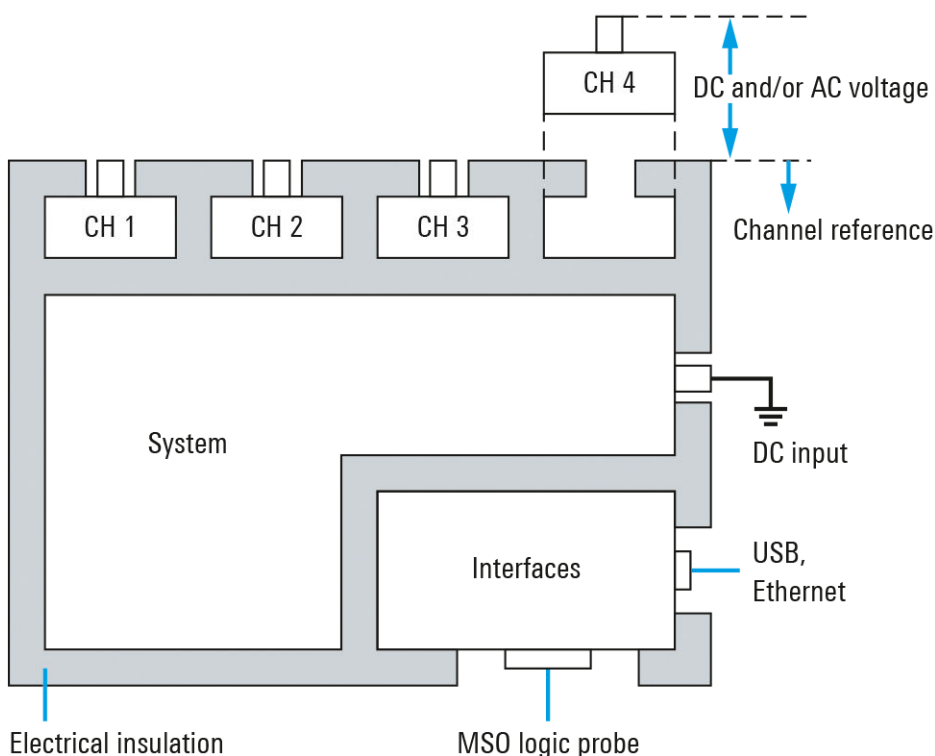 CH 4
DC and/or AC voltage
CH 1
CH 2
CH 3
Channel reference
System
DC input
Interfaces
USB,
Ethernet
Electrical insulation
MSO logic probe